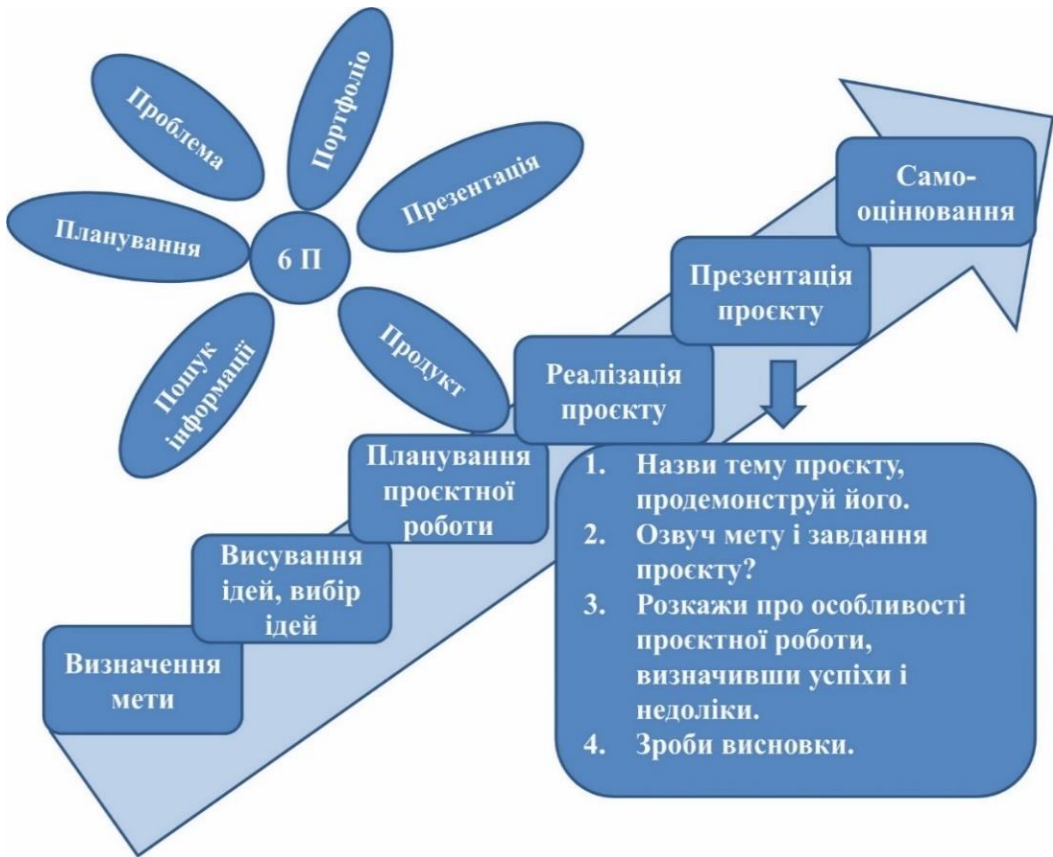 Портфоліо
Проблема
Презентація
Планування
6 П
Пошук
інформації
Продукт
Само-
оцінювання
Презентація
проєкту
Реалізація
проєкту
Планування
проєктної
роботи
Висування
ідей, вибір
ідей
Визначення
мети
1. Назви тему проєкту,
продемонструй його.
2. Озвуч мету і завдання
проєкту?
3. Розкажи про особливості
проєктної роботи,
визначивши успіхи і
недоліки.
4. Зроби висновки.